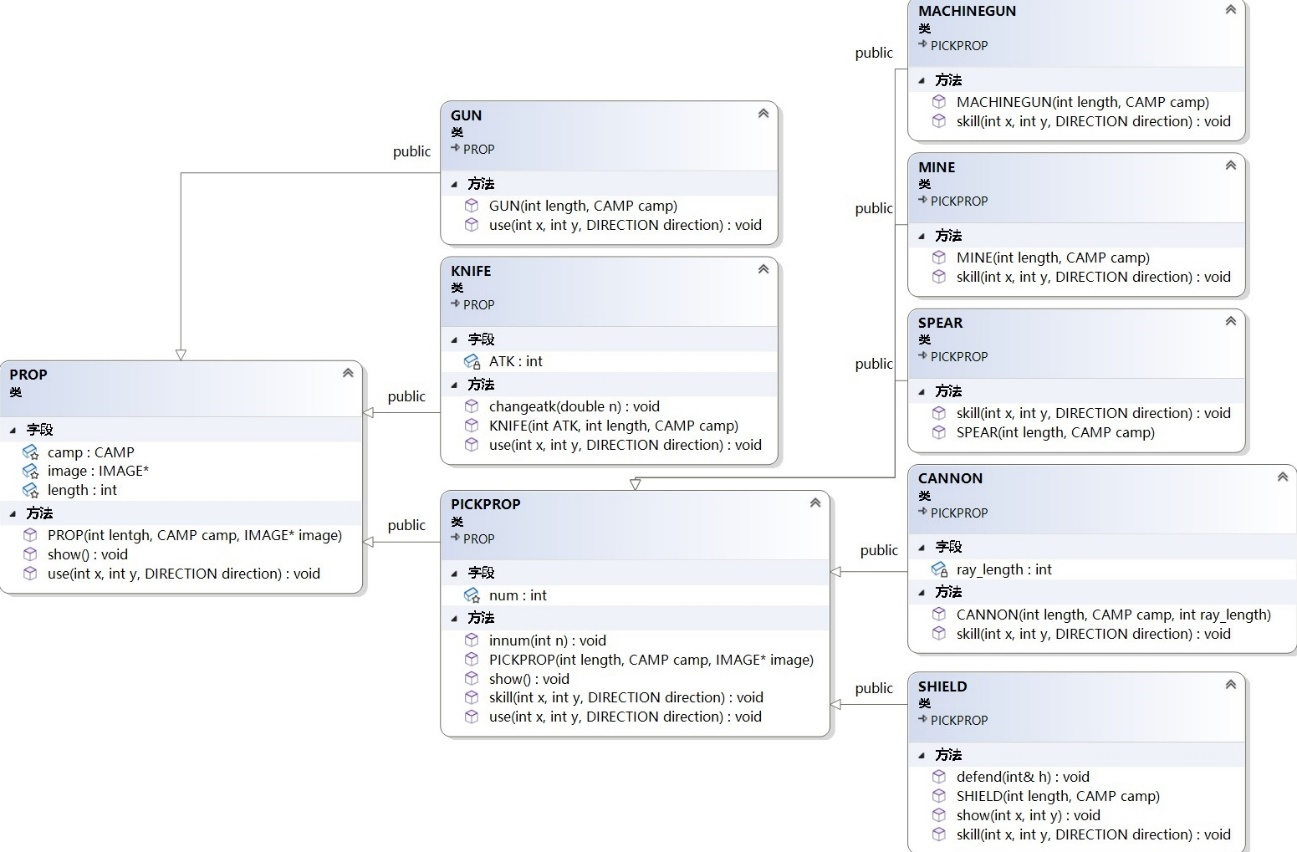 PROP
类
字段
camp : CAMP
image : IMAGE*
length : int
方法
PROP(int lentgh, CAMP camp, IMAGE* image)
show() : void
use(int x, int y, DIRECTION direction) : void
public
GUN
类
PROP
方法
GUN(int length, CAMP camp)
use(int x, int y, DIRECTION direction) : void
public
KNIFE
类
PROP
字段
ATK : int
方法
changeatk(double n) : void
KNIFE(int ATK, int length, CAMP camp)
use(int x, int y, DIRECTION direction) : void
public
PICKPROP
类
PROP
字段
num : int
方法
innum(int n) : void
PICKPROP(int length, CAMP camp, IMAGE* image)
show() : void
skill(int x, int y, DIRECTION direction) : void
use(int x, int y, DIRECTION direction) : void
public
MACHINEGUN
类
PICKPROP
方法
MACHINEGUN(int length, CAMP camp)
skill(int x, int y, DIRECTION direction) : void
public
MINE
类
PICKPROP
方法
MINE(int length, CAMP camp)
skill(int x, int y, DIRECTION direction) : void
public
SPEAR
类
PICKPROP
方法
skill(int x, int y, DIRECTION direction) : void
SPEAR(int length, CAMP camp)
public
CANNON
类
PICKPROP
字段
ray_length : int
方法
CANNON(int length, CAMP camp, int ray_length)
skill(int x, int y, DIRECTION direction) : void
public
SHIELD
类
PICKPROP
方法
defend(int& h) : void
SHIELD(int length, CAMP camp)
show(int x, int y) : void
skill(int x, int y, DIRECTION direction) : void